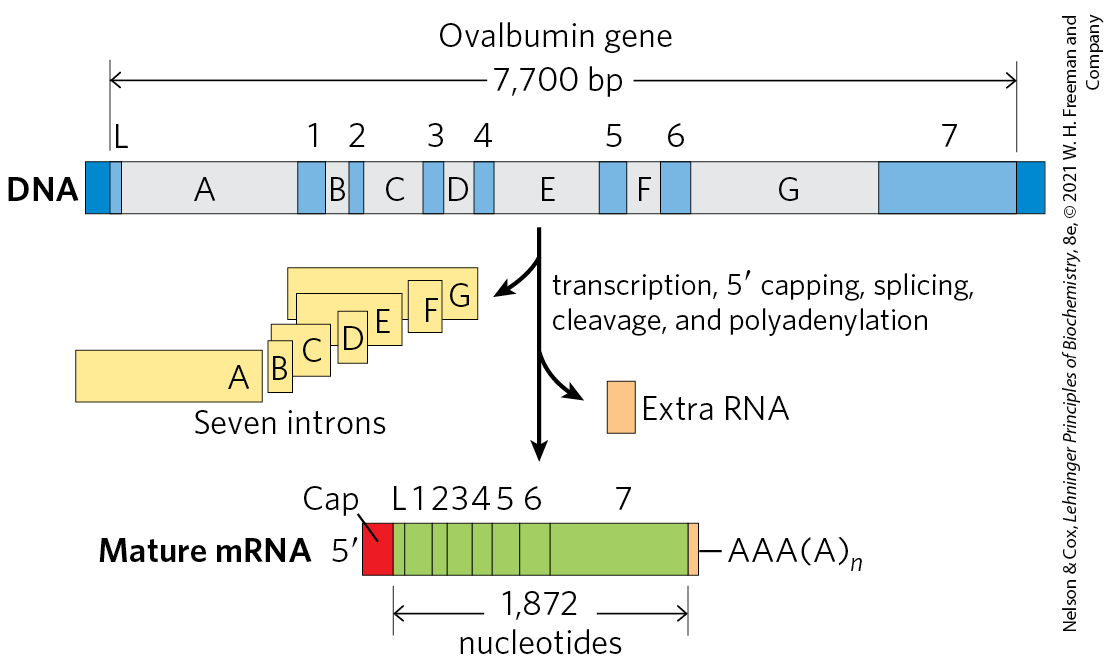 Ovalbumin gene
7,700 bp
L 1 2 3 4 5 6 7
DNA A B C D E F G
transcription, 5′ capping, splicing,
cleavage, and polyadenylation
G
F
E
D
C
B
A
Seven introns
Extra RNA
Cap L 1 2 3 4 5 6 7
Mature mRNA 5′ AAA(A)n
1,872
nucleotides
Nelson & Cox, Lehninger Principles of Biochemistry, 8e, © 2021 W. H. Freeman and
Company